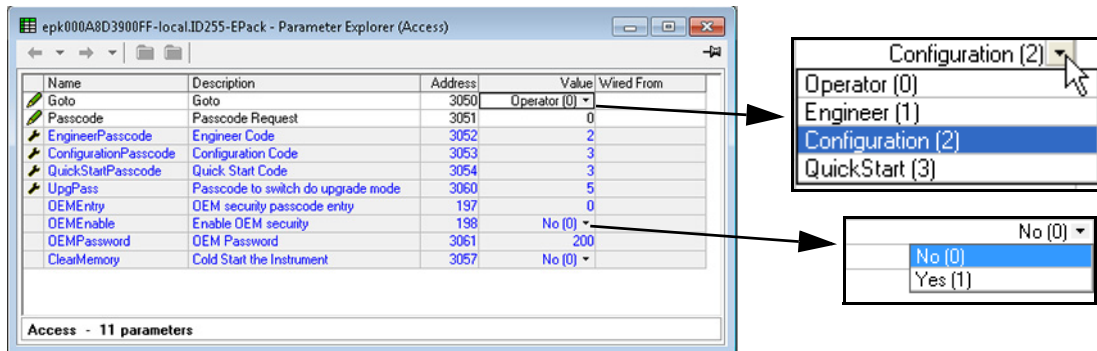 epk000A8D3900FF-local.ID255-EPack - Parameter Explorer (Access)
Name Description Address Value Wired From
Goto Goto 3050 Operator (0)
Passcode Passcode Request 3051 0
EngineerPasscode Engineer Code 3052 2
ConfigurationPasscode Configuration Code 3053 3
QuickStartPasscode Quick Start Code 3054 3
UpgPass Passcode to switch do upgrade mode 3060 5
OEMEntry OEM security passcode entry 197 0
OEMEnable Enable OEM security 198 No (0)
OEMPassword OEM Password 3061 200
ClearMemory Cold Start the Instrument 3057 No (0)
Access - 11 parameters
Configuration (2)
Operator (0)
Engineer (1)
Configuration (2)
QuickStart (3)
No (0)
No (0)
Yes (1)